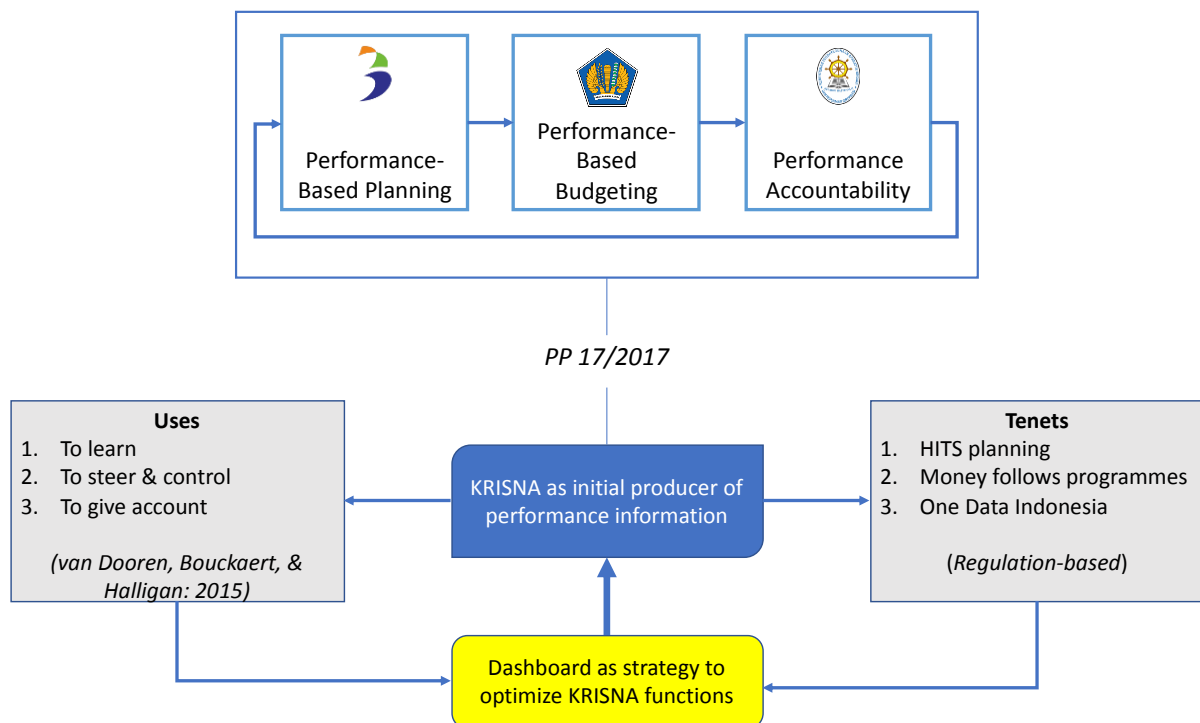 Performance-
Based Planning
Performance-
Based
Budgeting
Performance
Accountability
PP 17/2017
Uses
1. To learn
2. To steer & control
3. To give account
(van Dooren, Bouckaert, &
Halligan: 2015)
KRISNA as initial producer of
performance information
Tenets
1. HITS planning
2. Money follows programmes
3. One Data Indonesia
(Regulation-based)
Dashboard as strategy to
optimize KRISNA functions